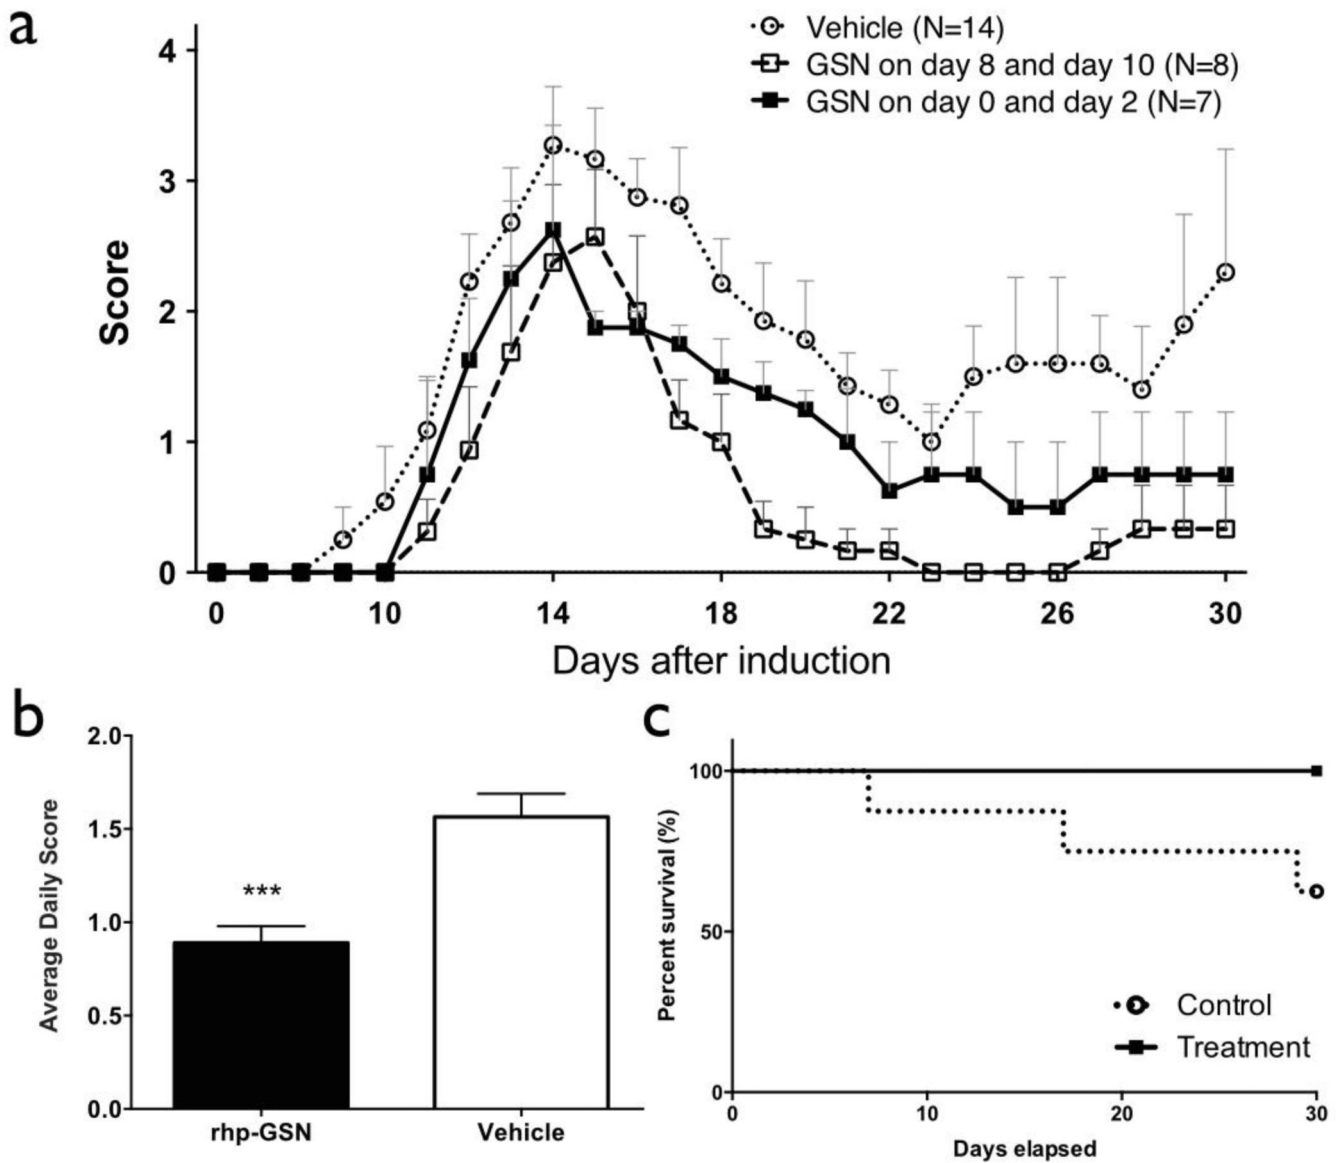 a
Vehicle (N=14)
GSN on day 8 and day 10 (N=8)
GSN on day 0 and day 2 (N=7)
Score
4
3
2
1
0
0 10 14 18 22 26 30
Days after induction
b
Average Daily Score
2.0
1.5
1.0
0.5
0.0
***
rhp-GSN Vehicle
c
Percent survival (%)
100
50
0
Control
Treatment
0 10 20 30
Days elapsed